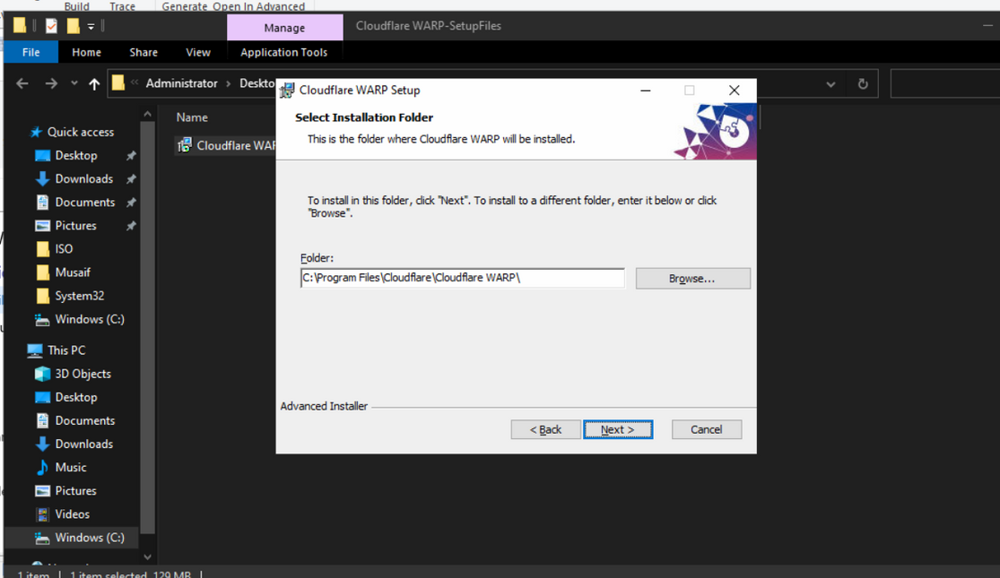 Build Trace Generate Open In Advanced
Manage Cloudflare WARP-SetupFiles
File Home Share View Application Tools
« Administrator > Deskto
Name
Cloudflare WAR
Quick access
Desktop
Downloads
Documents
Pictures
ISO
Musaif
System32
Windows (C:)
This PC
3D Objects
Desktop
Documents
Downloads
Music
Pictures
Videos
Windows (C:)
1 item 1 item selected 129 MB
Cloudflare WARP Setup
Select Installation Folder
This is the folder where Cloudflare WARP will be installed.
To install in this folder, click "Next". To install to a different folder, enter it below or click
"Browse".
Folder:
C:\Program Files\Cloudflare\Cloudflare WARP\
Browse...
Advanced Installer
< Back Next > Cancel